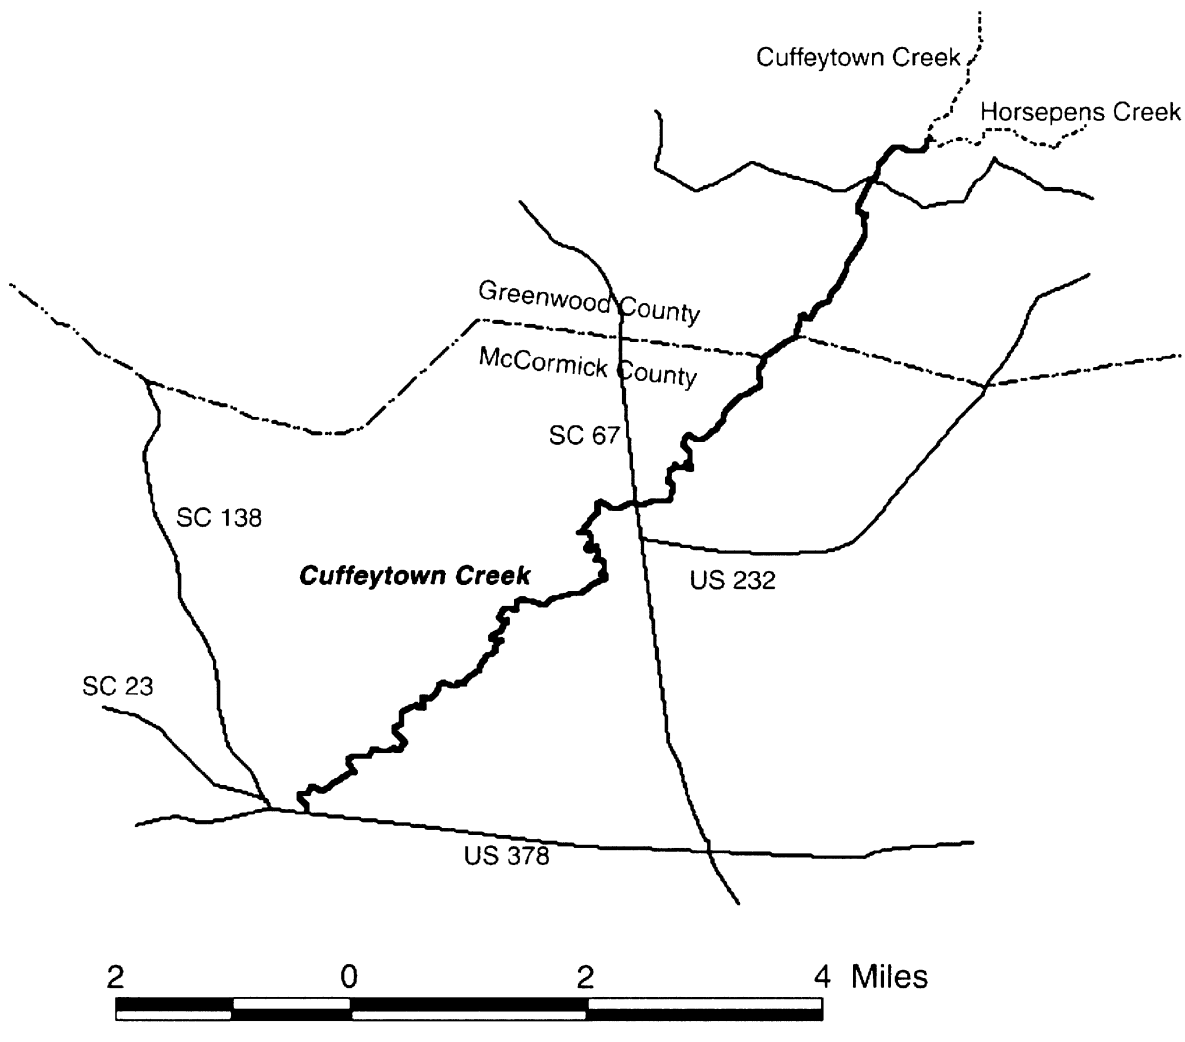 Cuffeytown Creek
Horsepens Creek
Greenwood County
McCormick County
SC 67
SC 138
Cuffeytown Creek
US 232
SC 23
US 378
2 0 2 4 Miles